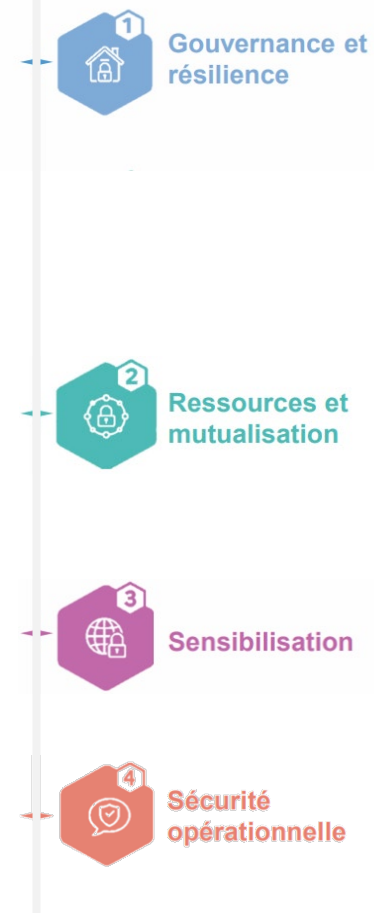 1
Gouvernance et
résilience
2
Ressources et
mutualisation
3
Sensibilisation
4
Sécurité
opérationnelle